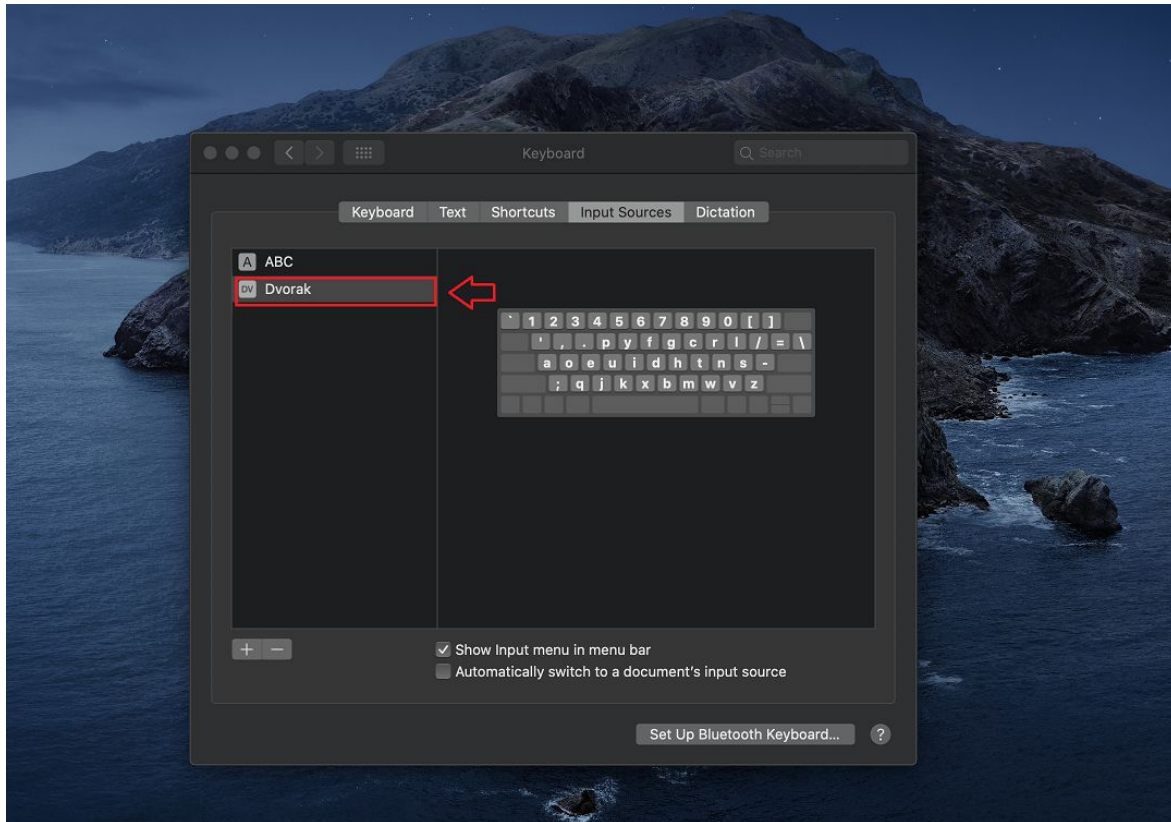 Keyboard
Search
Keyboard Text Shortcuts Input Sources Dictation
A ABC
DV Dvorak
` 1 2 3 4 5 6 7 8 9 0 [ ]
' , . p y f g c r l / = \
a o e u i d h t n s -
; q j k x b m w v z
+ −
Show Input menu in menu bar
Automatically switch to a document's input source
Set Up Bluetooth Keyboard... ?